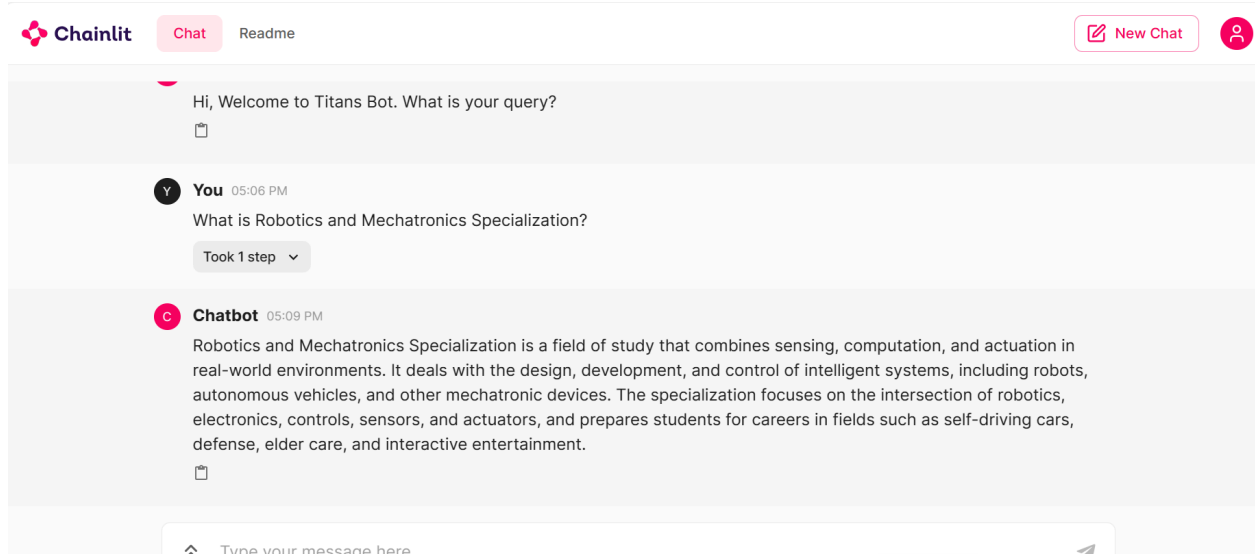 Chainlit
Chat
Readme
New Chat
Hi, Welcome to Titans Bot. What is your query?
Y
You 05:06 PM
What is Robotics and Mechatronics Specialization?
Took 1 step
C
Chatbot 05:09 PM
Robotics and Mechatronics Specialization is a field of study that combines sensing, computation, and actuation in
real-world environments. It deals with the design, development, and control of intelligent systems, including robots,
autonomous vehicles, and other mechatronic devices. The specialization focuses on the intersection of robotics,
electronics, controls, sensors, and actuators, and prepares students for careers in fields such as self-driving cars,
defense, elder care, and interactive entertainment.
Type your message here